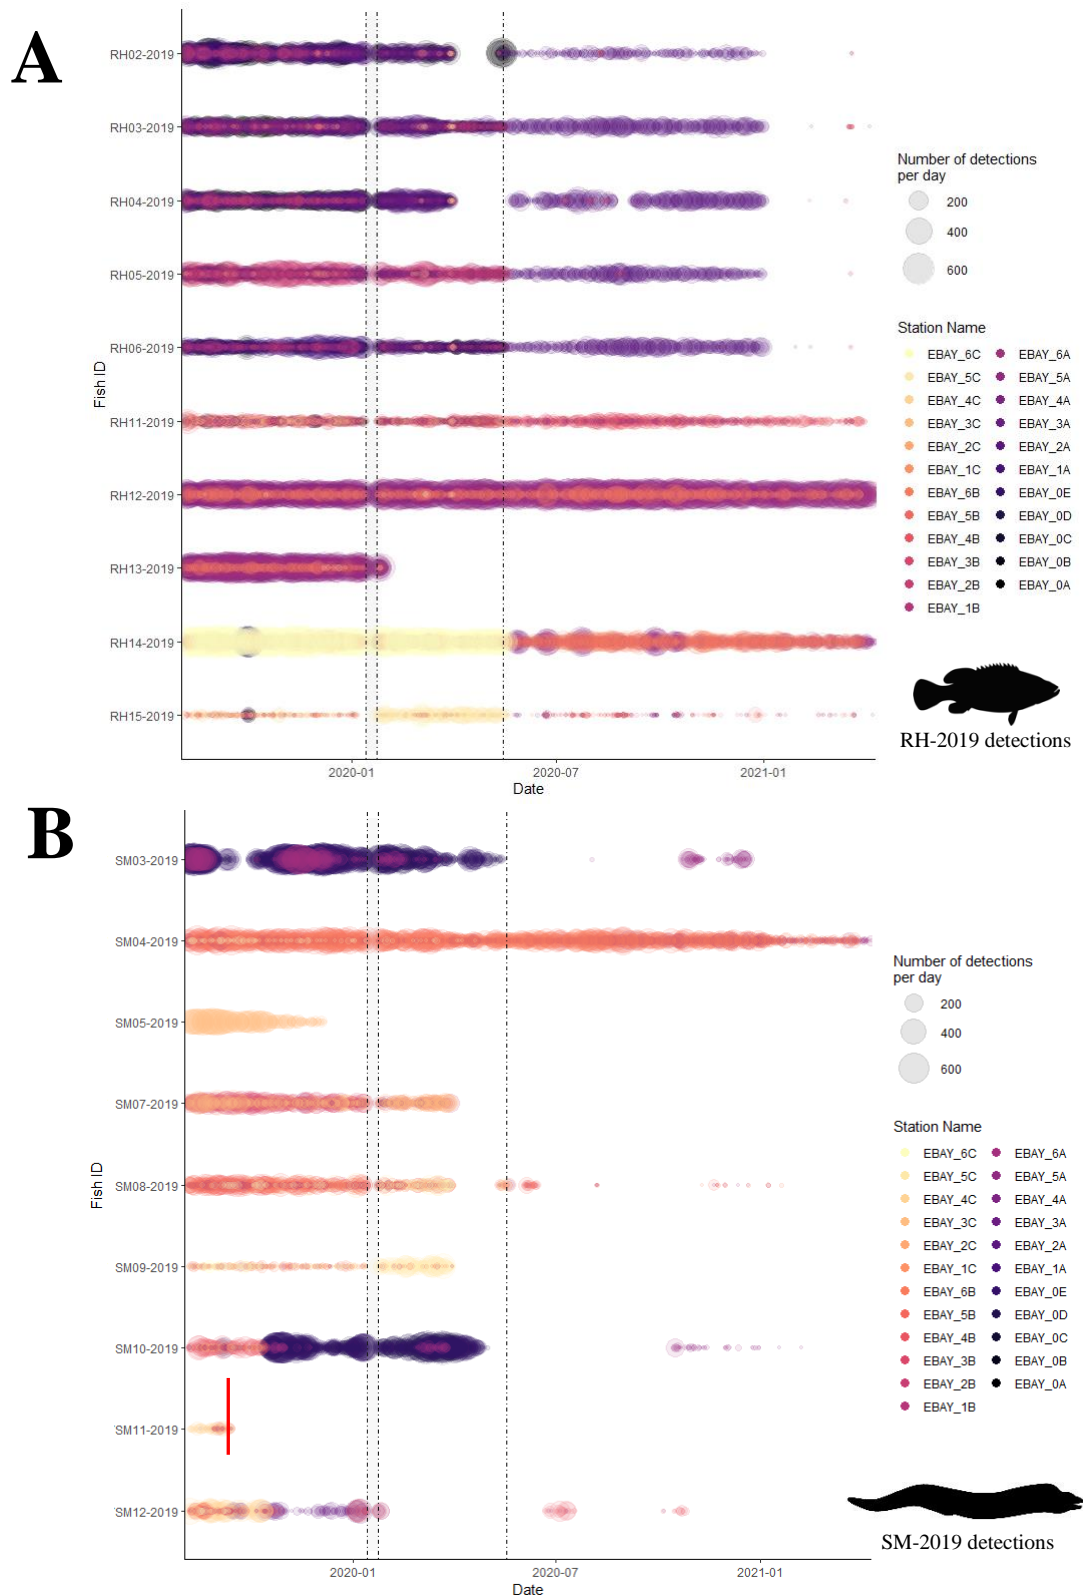 A
RH02-2019
RH03-2019
RH04-2019
RH05-2019
RH06-2019
RH11-2019
RH12-2019
RH13-2019
RH14-2019
RH15-2019
Fish ID
2020-01
2020-07
2021-01
Date
Number of detections
per day
200
400
600
Station Name
EBAY_6C EBAY_6A
EBAY_5C EBAY_5A
EBAY_4C EBAY_4A
EBAY_3C EBAY_3A
EBAY_2C EBAY_2A
EBAY_1C EBAY_1A
EBAY_6B EBAY_0E
EBAY_5B EBAY_0D
EBAY_4B EBAY_0C
EBAY_3B EBAY_0B
EBAY_2B EBAY_0A
EBAY_1B
RH-2019 detections
B
SM03-2019
SM04-2019
SM05-2019
SM07-2019
SM08-2019
SM09-2019
SM10-2019
SM11-2019
SM12-2019
Fish ID
2020-01
2020-07
2021-01
Date
Number of detections
per day
200
400
600
Station Name
EBAY_6C EBAY_6A
EBAY_5C EBAY_5A
EBAY_4C EBAY_4A
EBAY_3C EBAY_3A
EBAY_2C EBAY_2A
EBAY_1C EBAY_1A
EBAY_6B EBAY_0E
EBAY_5B EBAY_0D
EBAY_4B EBAY_0C
EBAY_3B EBAY_0B
EBAY_2B EBAY_0A
EBAY_1B
SM-2019 detections